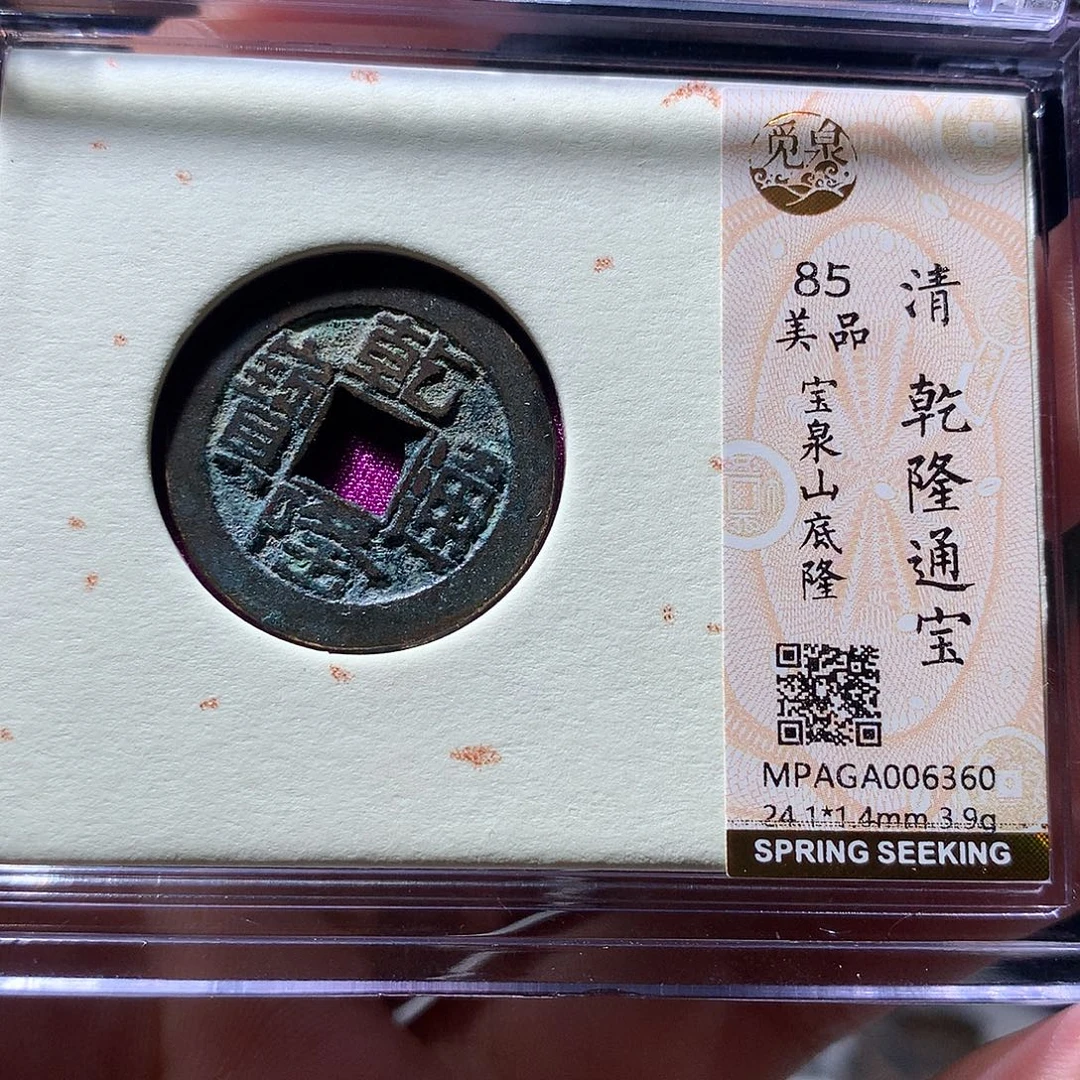 觅泉
清 乾隆通宝
85
美品
宝泉山底隆
MPAGA006360
24.1*1.4mm 3.9g
SPRING SEEKING
乾隆通寶